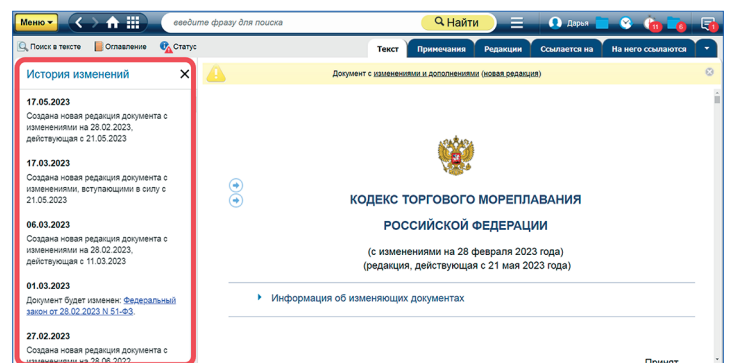 Меню
введите фразу для поиска
Найти
Дарья
11
6
1
Поиск в тексте Оглавление Статус
Текст Примечания Редакции Ссылается на На него ссылаются
История изменений
Документ с изменениями и дополнениями (новая редакция)
17.05.2023
Создана новая редакция документа с
изменениями на 28.02.2023,
действующая с 21.05.2023
17.03.2023
Создана новая редакция документа с
изменениями, вступающими в силу с
21.05.2023
06.03.2023
Создана новая редакция документа с
изменениями на 28.02.2023,
действующая с 11.03.2023
01.03.2023
Документ будет изменен: Федеральный
закон от 28.02.2023 N 51-ФЗ.
27.02.2023
Создана новая редакция документа с
изменениями на 28.06.2022
КОДЕКС ТОРГОВОГО МОРЕПЛАВАНИЯ
РОССИЙСКОЙ ФЕДЕРАЦИИ
(с изменениями на 28 февраля 2023 года)
(редакция, действующая с 21 мая 2023 года)
Информация об изменяющих документах
Принят